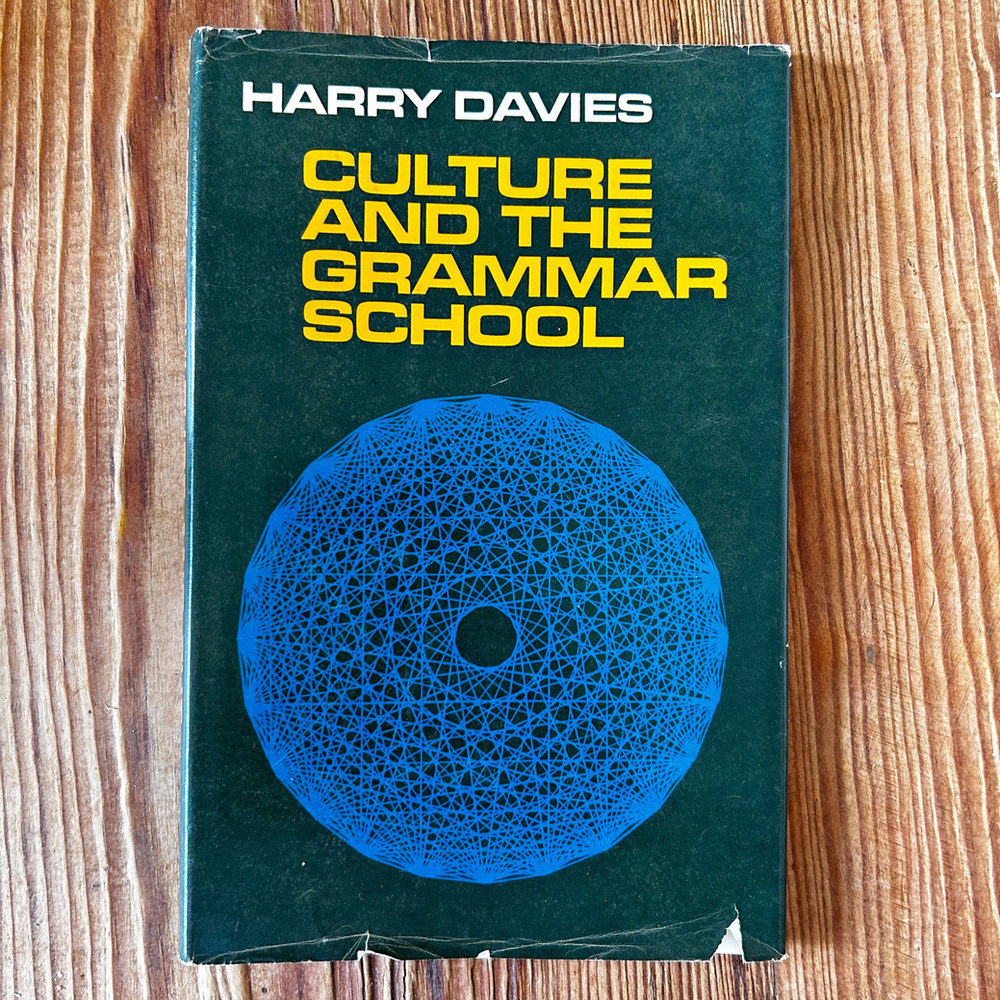 HARRY DAVIES
CULTURE
AND THE
GRAMMAR
SCHOOL